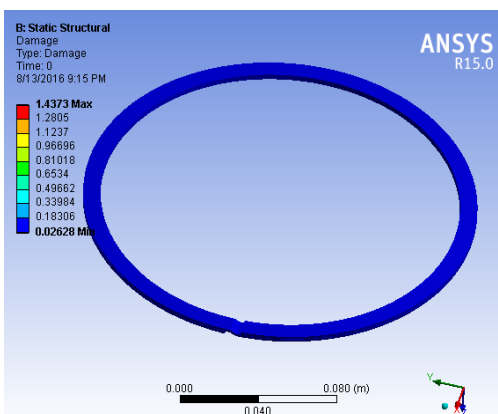 B: Static Structural
Damage
Type: Damage
Time: 0
8/13/2016 9:15 PM
1.4373 Max
1.2805
1.1237
0.96696
0.81018
0.6534
0.49662
0.33984
0.18306
0.02628 Min
ANSYS
R15.0
0.000
0.080 (m)
0.040
Y
X